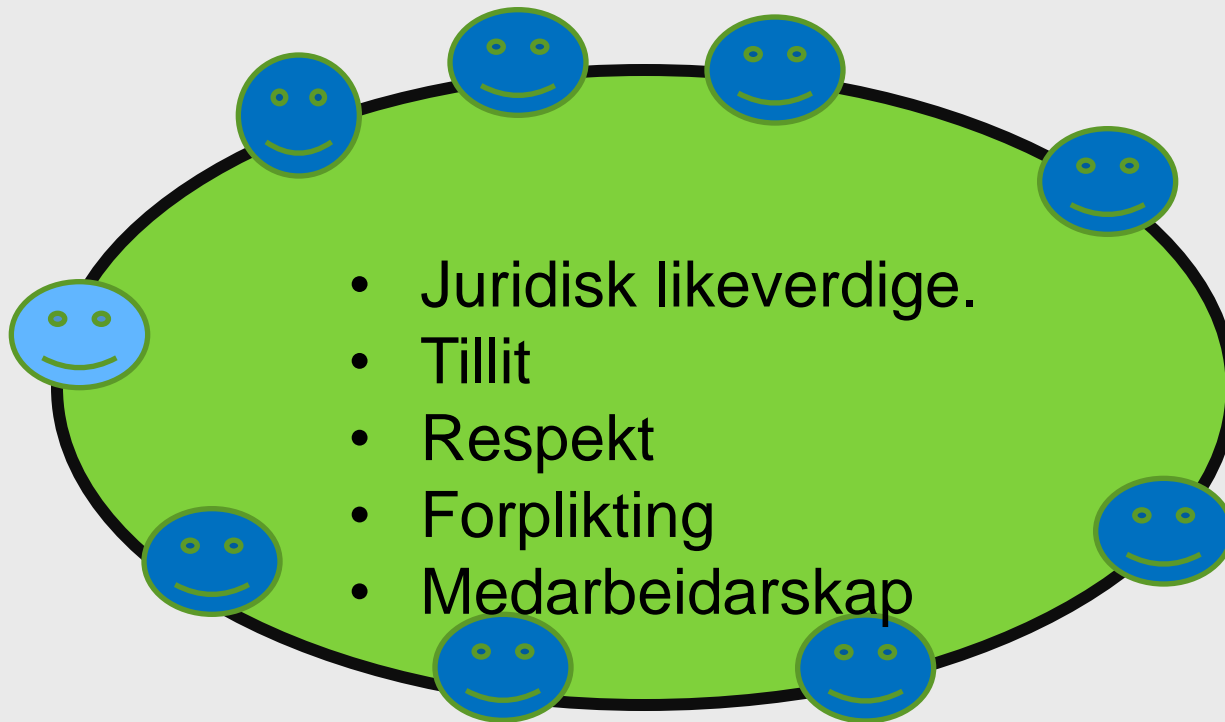 • Juridisk likeverdige.
• Tillit
• Respekt
• Forplikting
• Medarbeidarskap